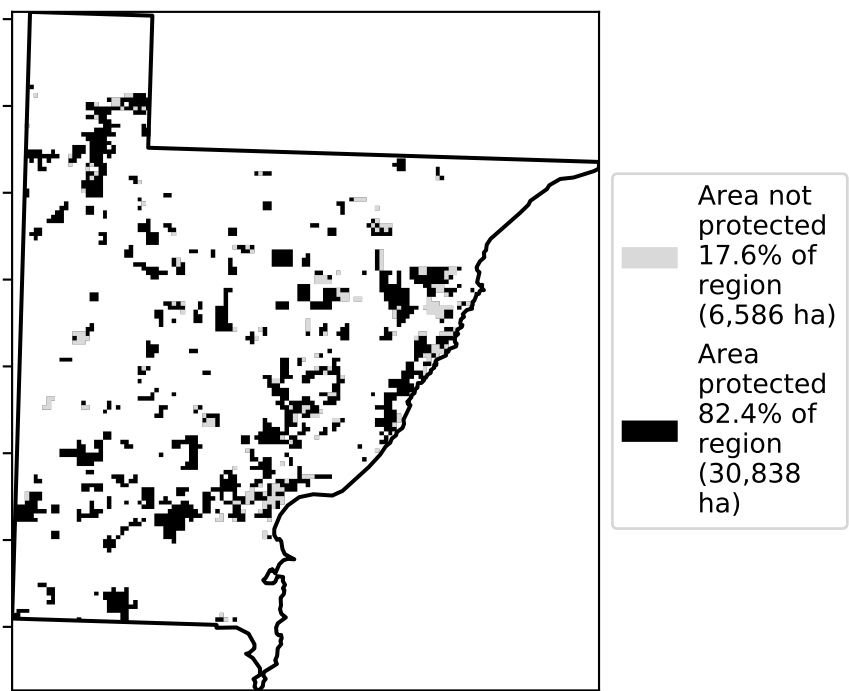 Area not
protected
17.6% of
region
(6,586 ha)
Area
protected
82.4% of
region
(30,838
ha)